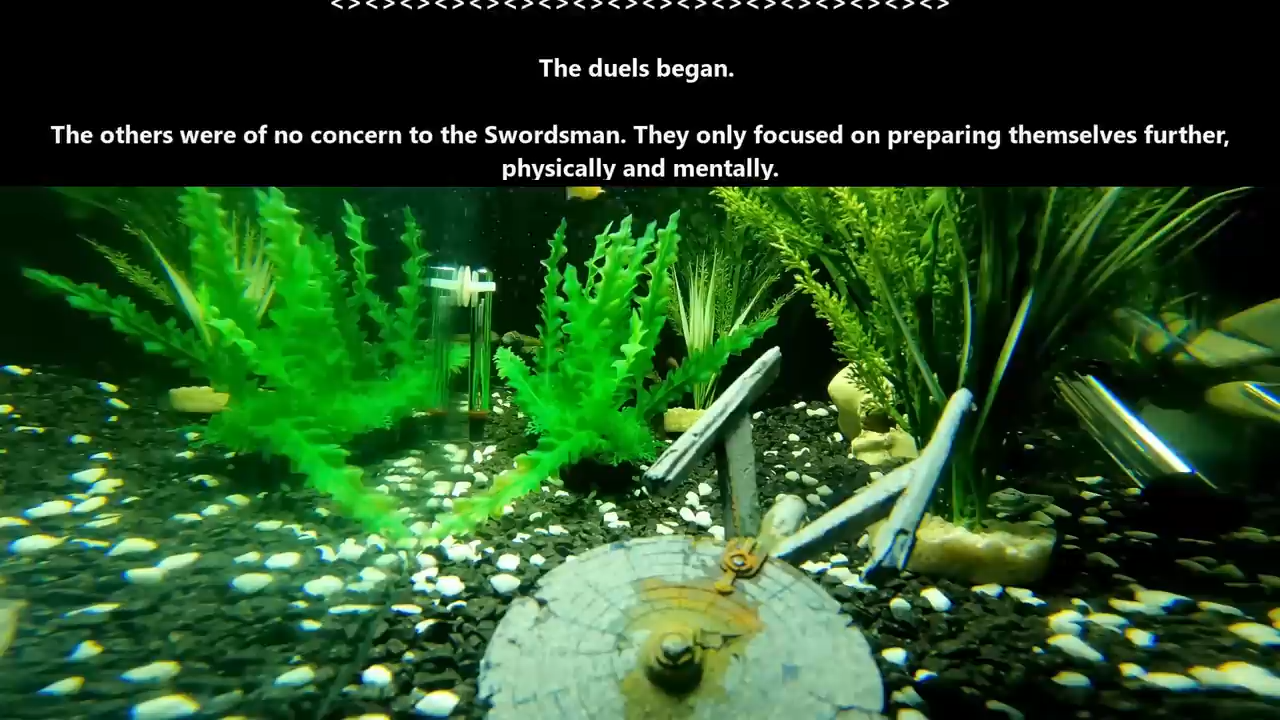 <><><><><><><><><><><><><><><><><><>
The duels began.
The others were of no concern to the Swordsman. They only focused on preparing themselves further,
physically and mentally.